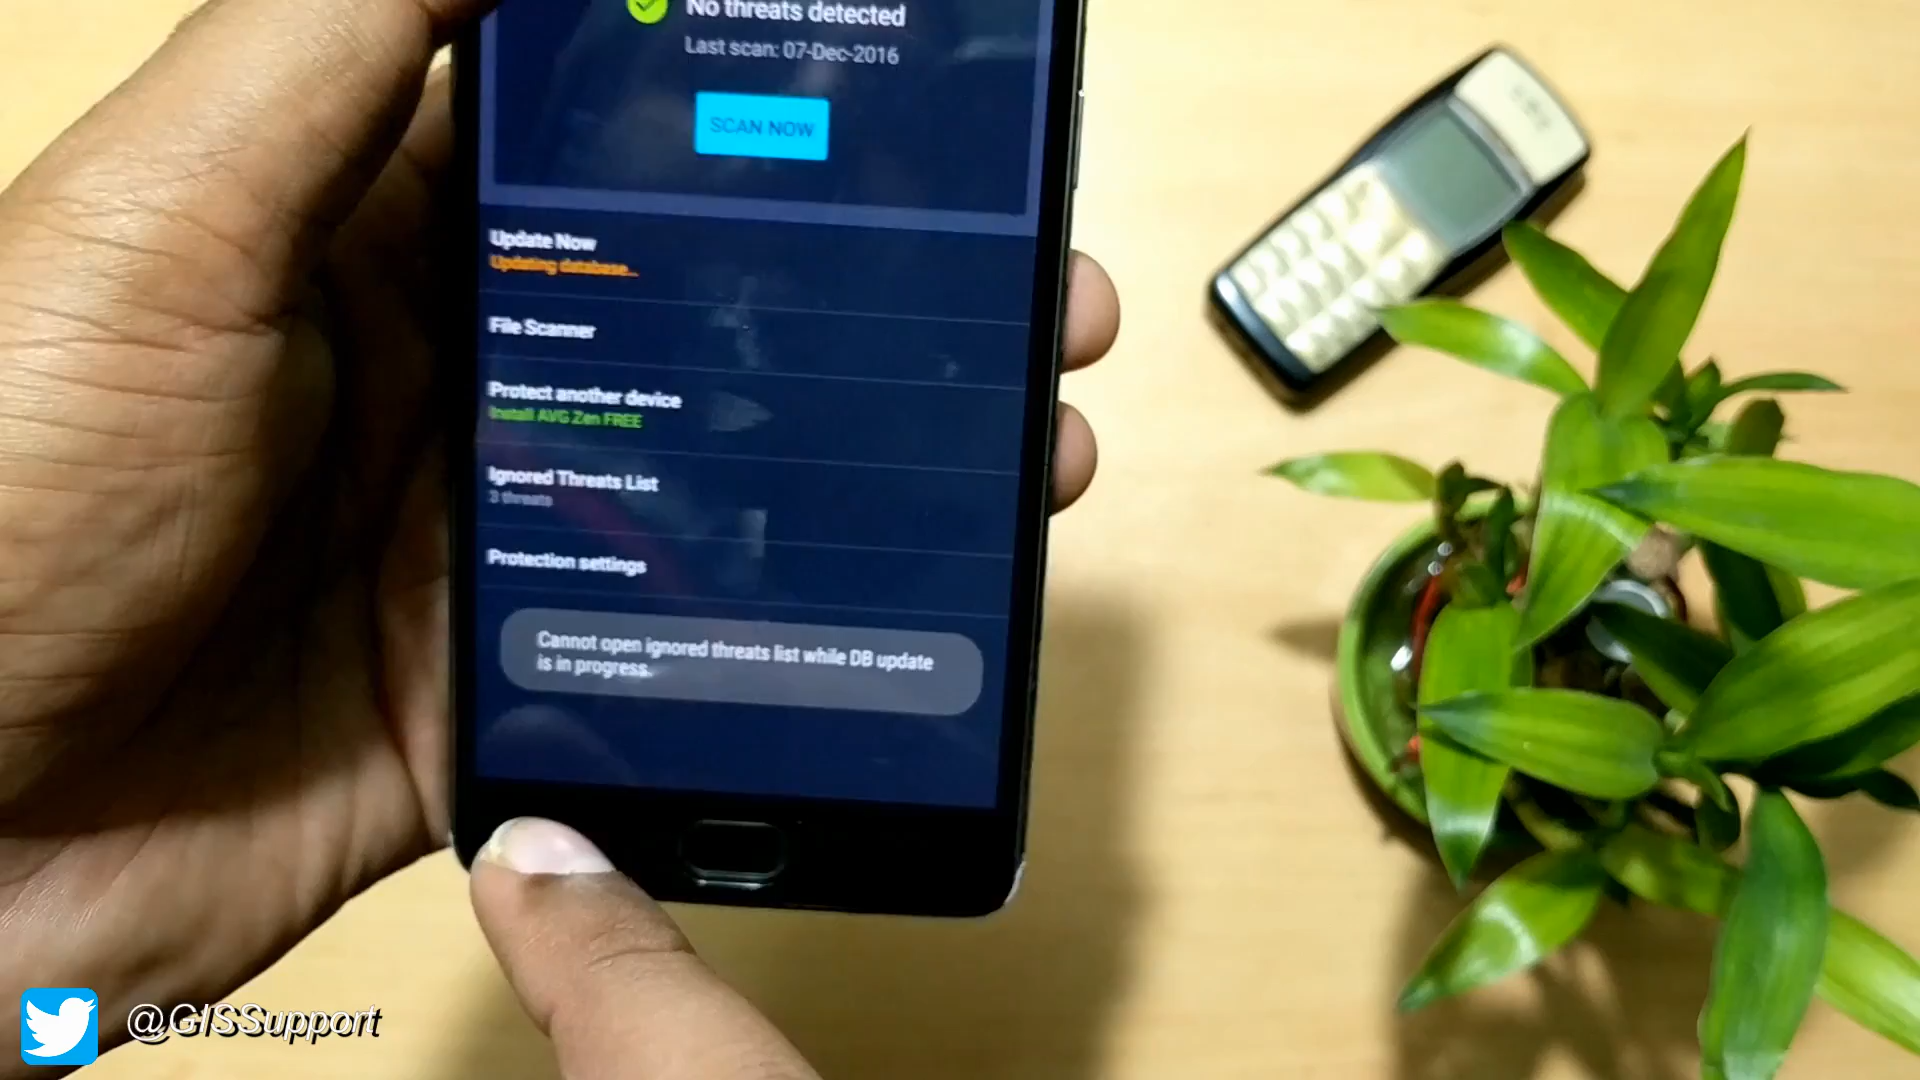 No threats detected
Last scan: 07-Dec-2016
SCAN NOW
Update Now
Updating database...
File Scanner
Protect another device
Install AVG Zen FREE
Ignored Threats List
3 threats
Protection settings
Cannot open ignored threats list while DB update
is in progress.
@GISSupport